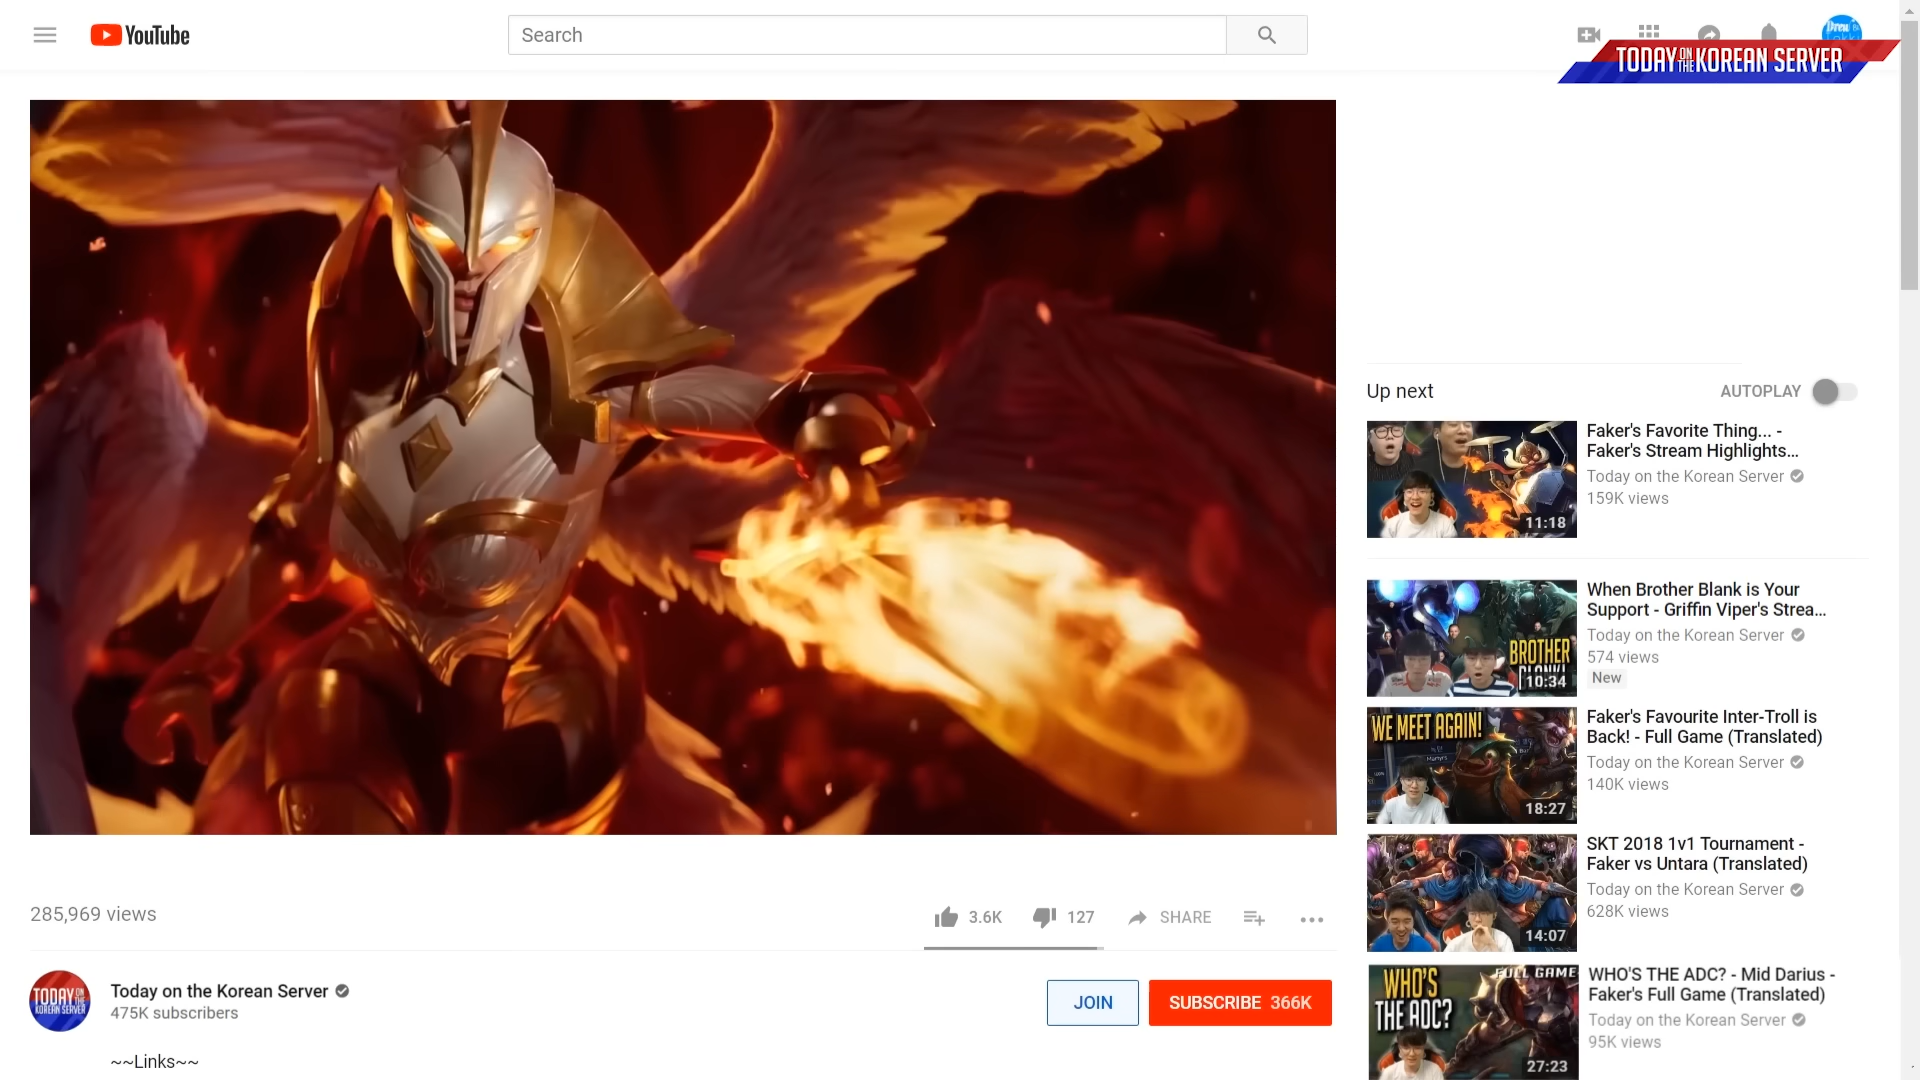 YouTube
Search
Drew
TODAY ON THE KOREAN SERVER
Up next
AUTOPLAY
Faker's Favorite Thing... -
Faker's Stream Highlights...
Today on the Korean Server
159K views
11:18
When Brother Blank is Your
Support - Griffin Viper's Strea...
Today on the Korean Server
574 views
New
BROTHER
10:34
WE MEET AGAIN!
Faker's Favourite Inter-Troll is
Back! - Full Game (Translated)
Today on the Korean Server
140K views
18:27
SKT 2018 1v1 Tournament -
Faker vs Untara (Translated)
Today on the Korean Server
628K views
14:07
WHO'S
THE ADC?
FULL GAME
WHO'S THE ADC? - Mid Darius -
Faker's Full Game (Translated)
Today on the Korean Server
95K views
27:23
285,969 views
3.6K
127
SHARE
TODAY ON THE
KOREAN SERVER
Today on the Korean Server
475K subscribers
JOIN
SUBSCRIBE 366K
~~Links~~